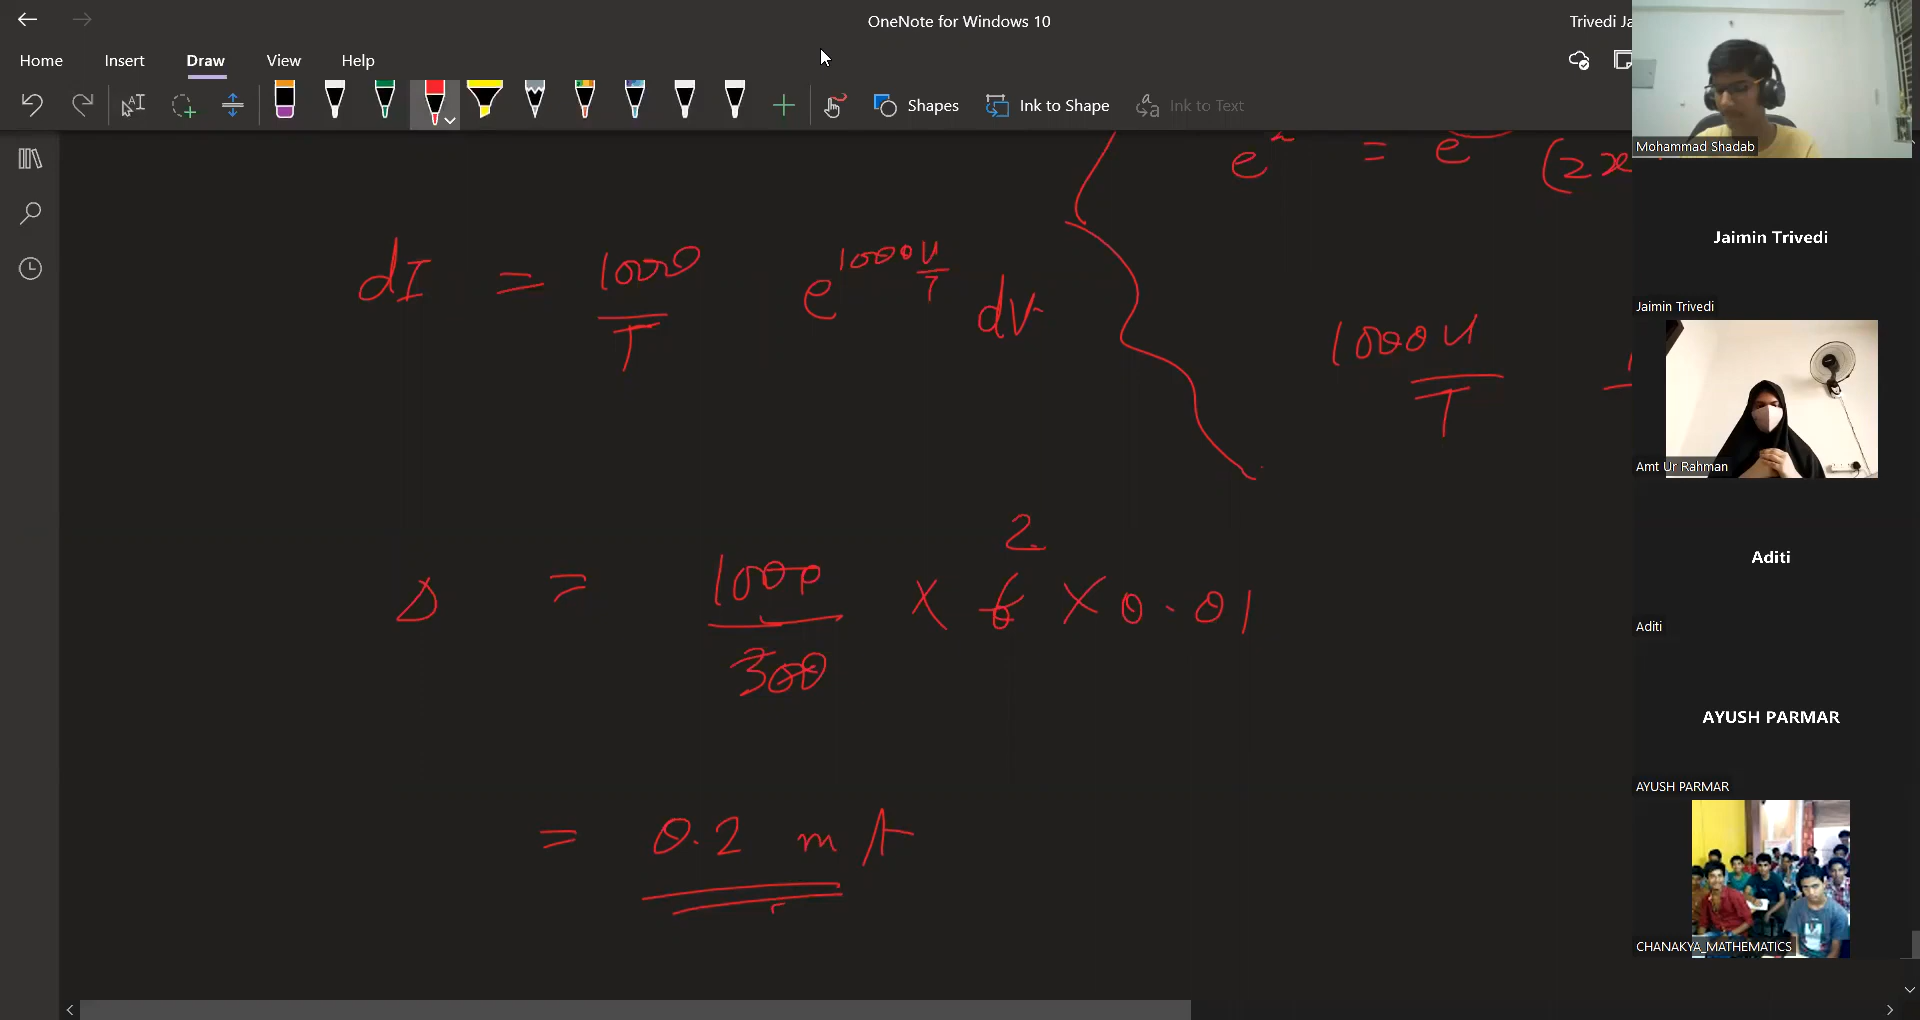 OneNote for Windows 10
Trivedi Ja
Home Insert Draw View Help
Shapes Ink to Shape Ink to Text
Mohammad Shadab
e² = e (2x
dI = 1000/T e^(1000V/T) dV
1000V/T
Δ = 1000/300 × 6 × 0.01
2
= 0.2 mA
Jaimin Trivedi
Jaimin Trivedi
Amt Ur Rahman
Aditi
Aditi
AYUSH PARMAR
AYUSH PARMAR
CHANAKYA_MATHEMATICS